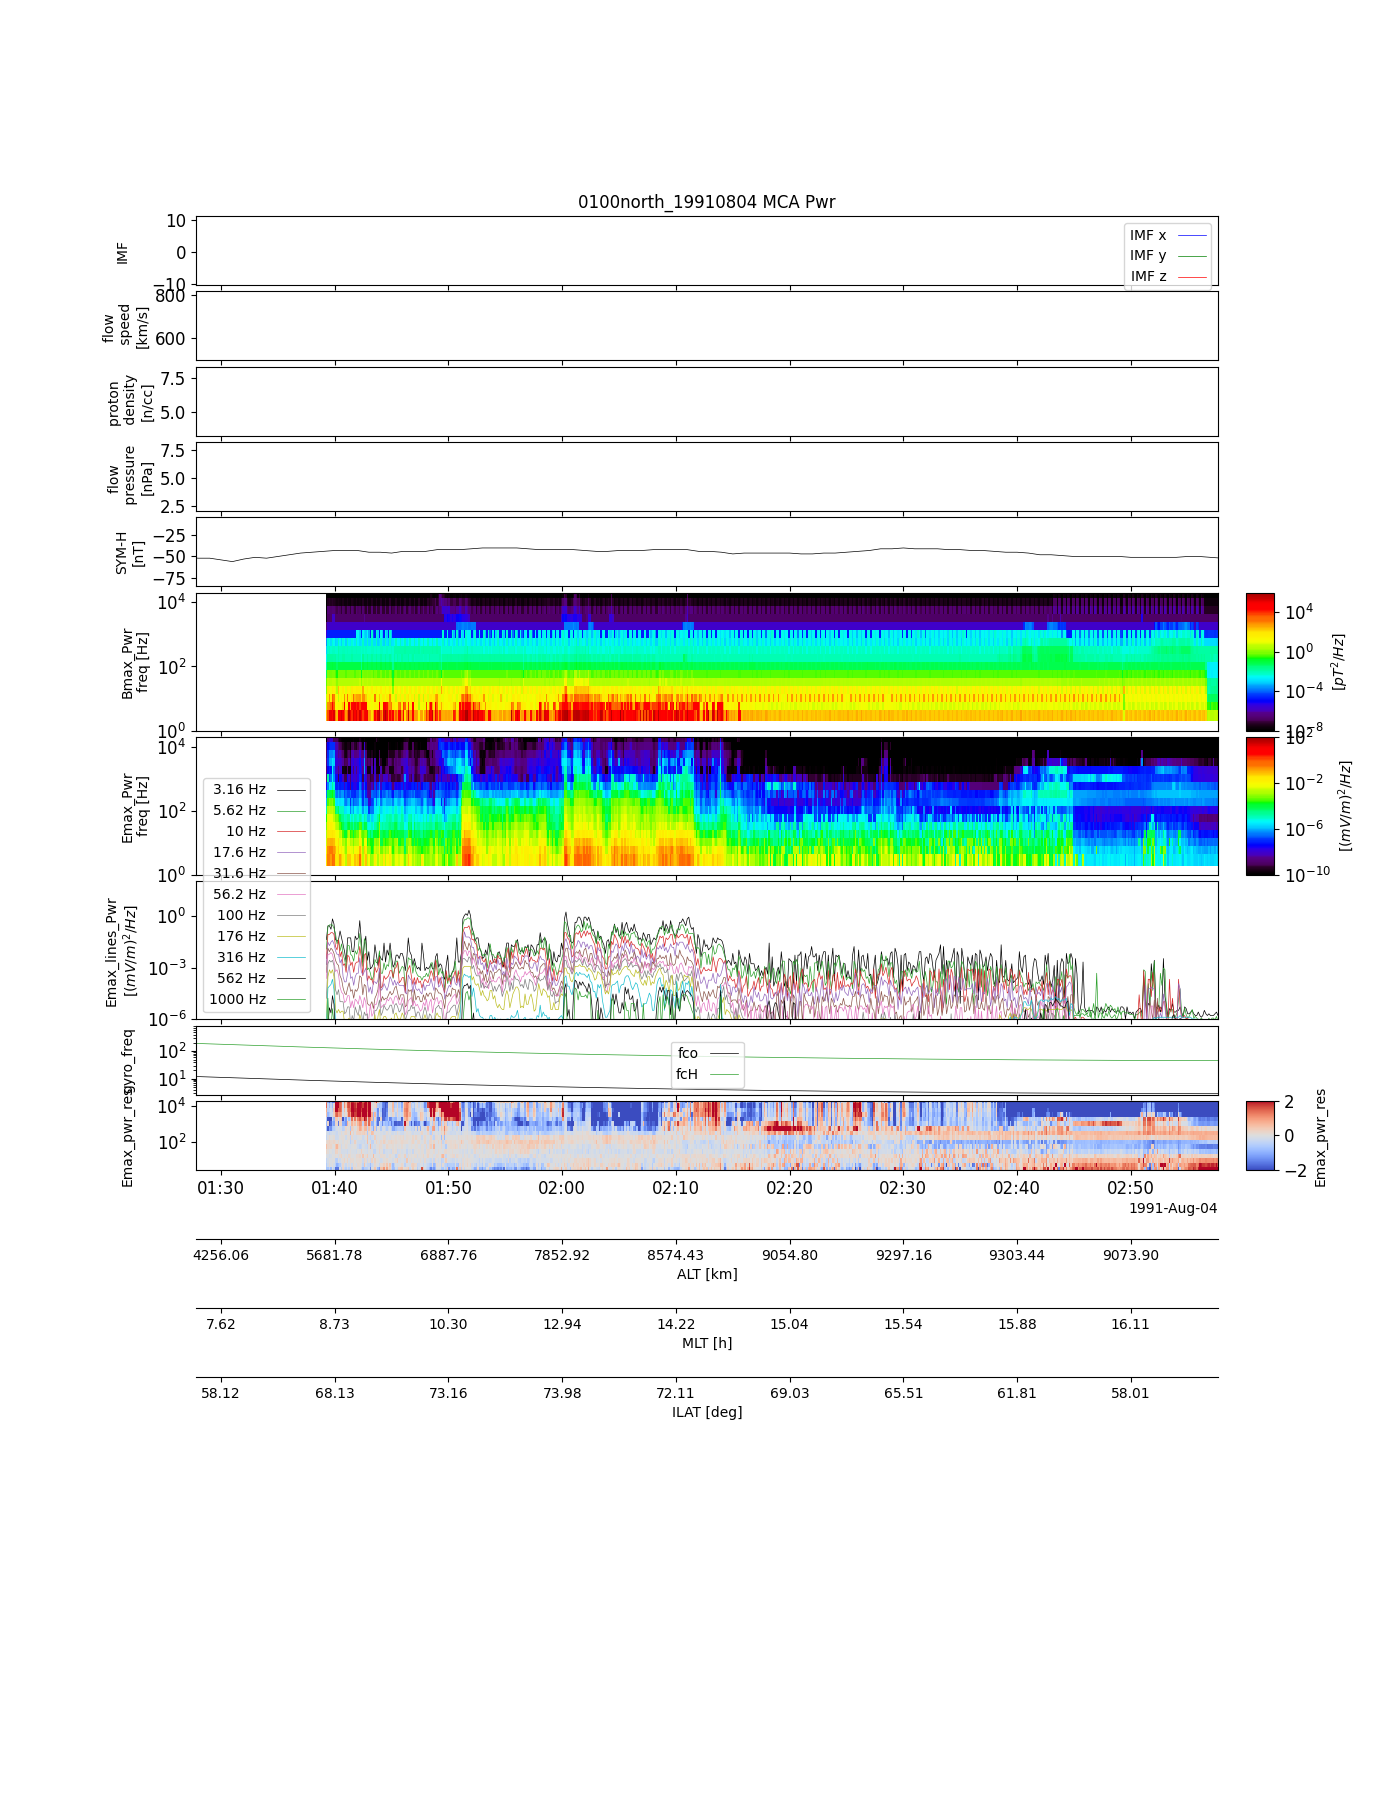 0100north_19910804 MCA Pwr
10
0
−10
IMF
IMF x
IMF y
IMF z
800
600
flow
speed
[km/s]
7.5
5.0
proton
density
[n/cc]
7.5
5.0
2.5
flow
pressure
[nPa]
−25
−50
−75
SYM-H
[nT]
10^4
10^2
10^0
Bmax_Pwr
freq [Hz]
10^4
10^0
10^−4
10^−8
[pT^2/Hz]
10^4
10^2
10^0
Emax_Pwr
freq [Hz]
10^2
10^−2
10^−6
10^−10
[(mV/m)^2/Hz]
3.16 Hz
5.62 Hz
10 Hz
17.6 Hz
31.6 Hz
56.2 Hz
100 Hz
176 Hz
316 Hz
562 Hz
1000 Hz
10^0
10^−3
10^−6
Emax_lines_Pwr
[(mV/m)^2/Hz]
10^2
10^1
gyro_freq
fco
fcH
10^4
10^2
Emax_pwr_res
2
0
−2
Emax_pwr_res
01:30 01:40 01:50 02:00 02:10 02:20 02:30 02:40 02:50
1991-Aug-04
4256.06 5681.78 6887.76 7852.92 8574.43 9054.80 9297.16 9303.44 9073.90
ALT [km]
7.62 8.73 10.30 12.94 14.22 15.04 15.54 15.88 16.11
MLT [h]
58.12 68.13 73.16 73.98 72.11 69.03 65.51 61.81 58.01
ILAT [deg]